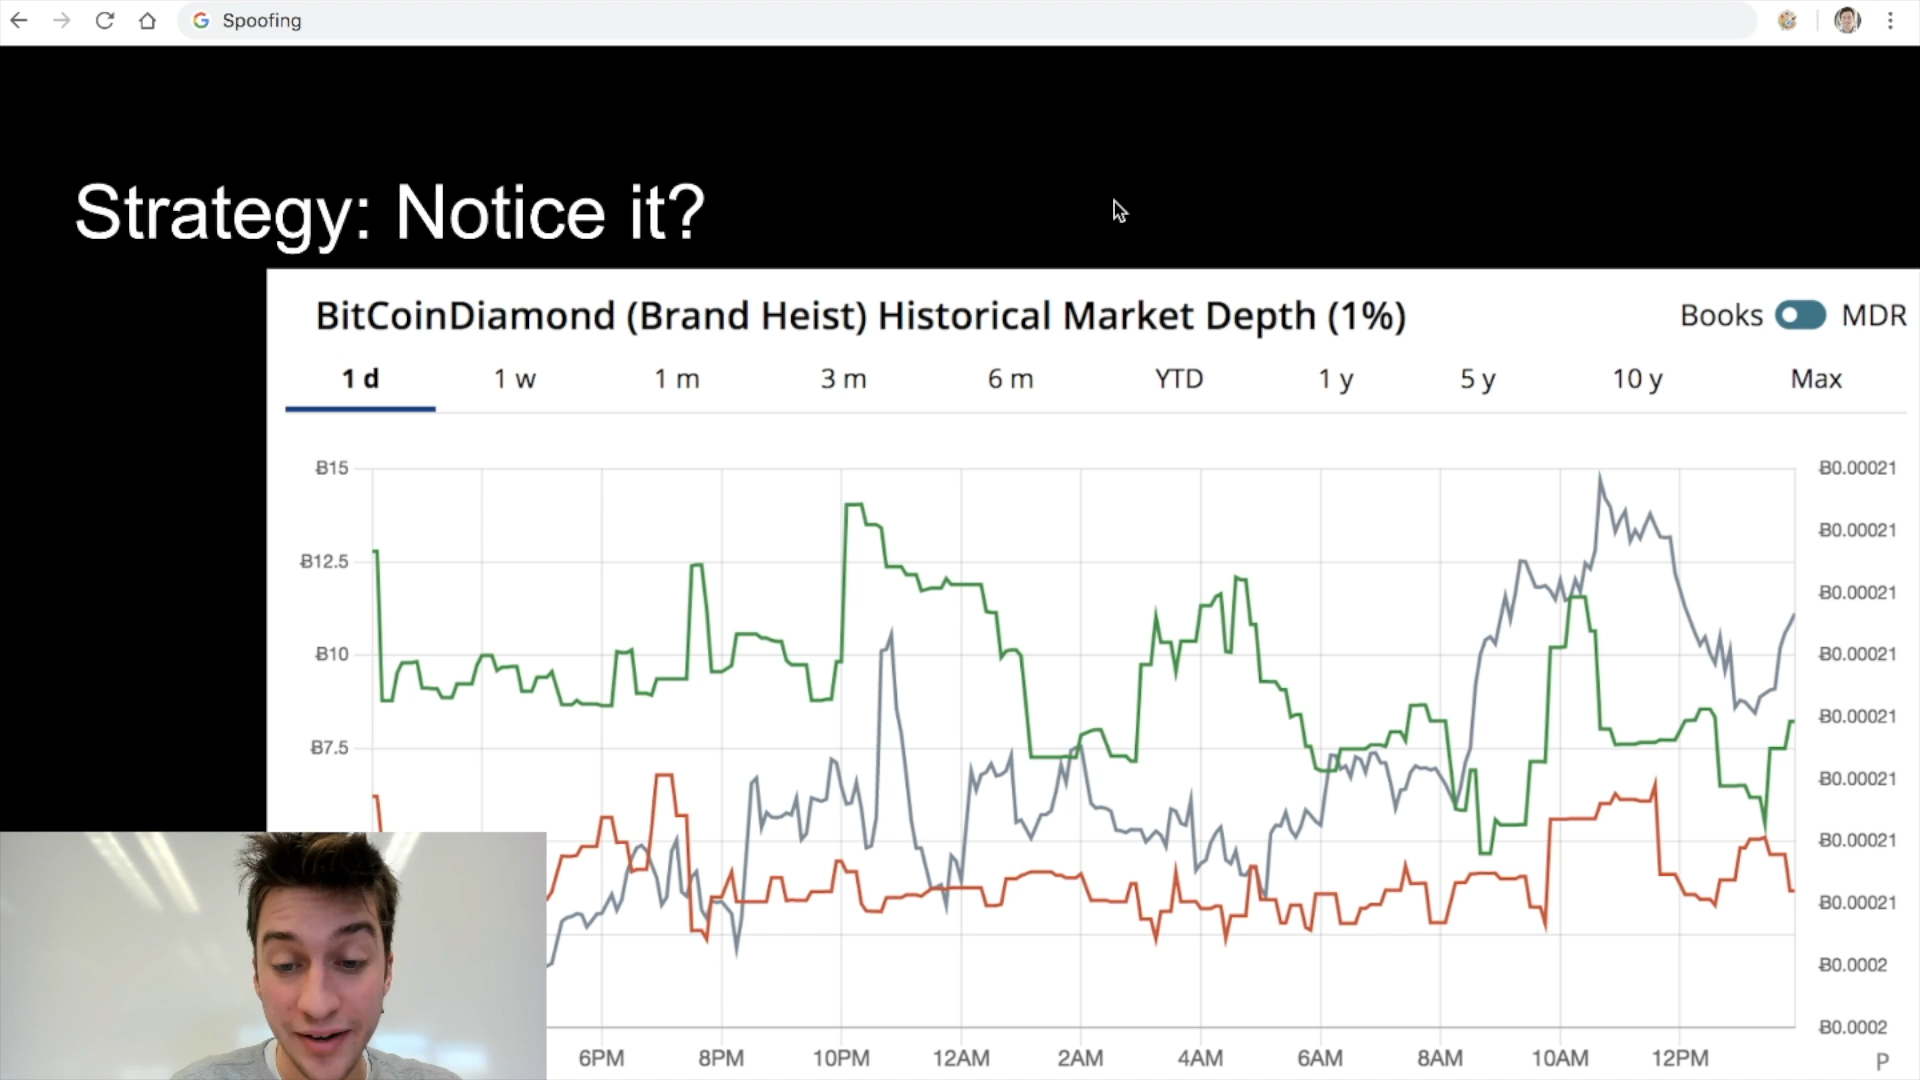 Spoofing
Strategy: Notice it?
BitCoinDiamond (Brand Heist) Historical Market Depth (1%)
Books MDR
1 d 1 w 1 m 3 m 6 m YTD 1 y 5 y 10 y Max
Ƀ15 Ƀ0.00021
Ƀ0.00021
Ƀ12.5
Ƀ0.00021
Ƀ10 Ƀ0.00021
Ƀ0.00021
Ƀ7.5
Ƀ0.00021
Ƀ0.00021
Ƀ0.00021
Ƀ0.0002
Ƀ0.0002
6PM 8PM 10PM 12AM 2AM 4AM 6AM 8AM 10AM 12PM P